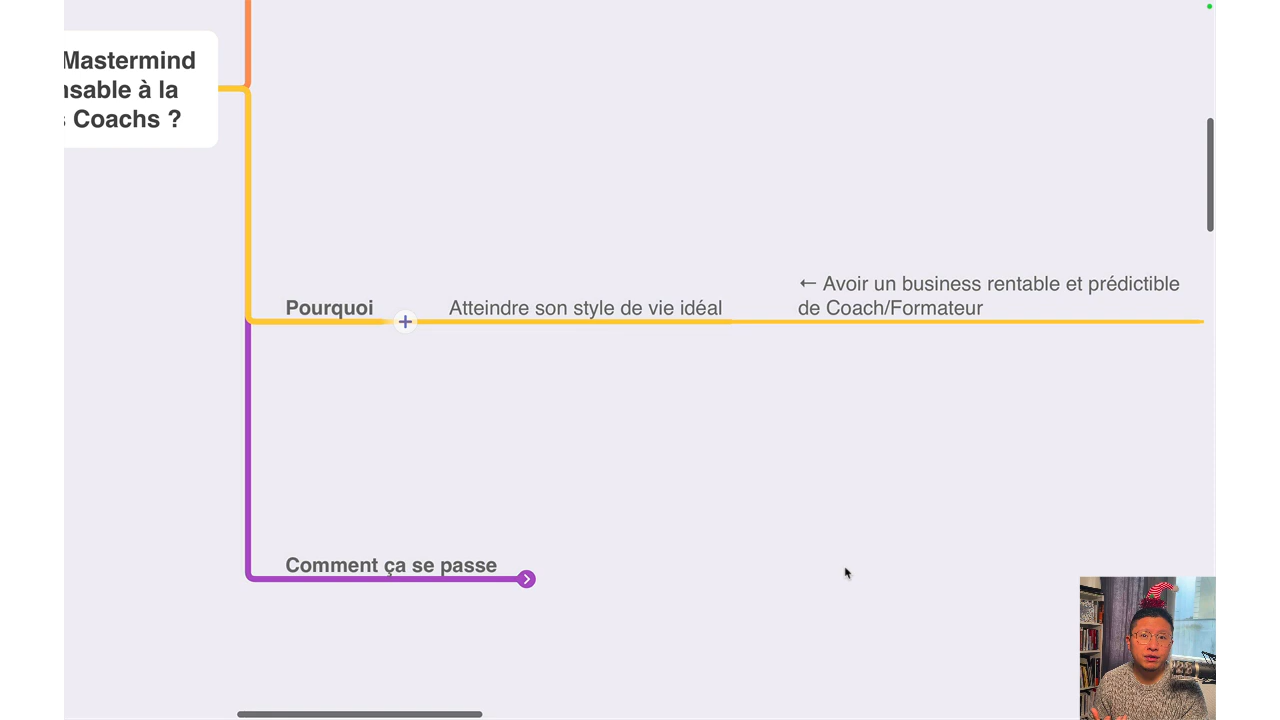 Mastermind
nsable à la
s Coachs ?
← Avoir un business rentable et prédictible
Pourquoi Atteindre son style de vie idéal de Coach/Formateur
Comment ça se passe